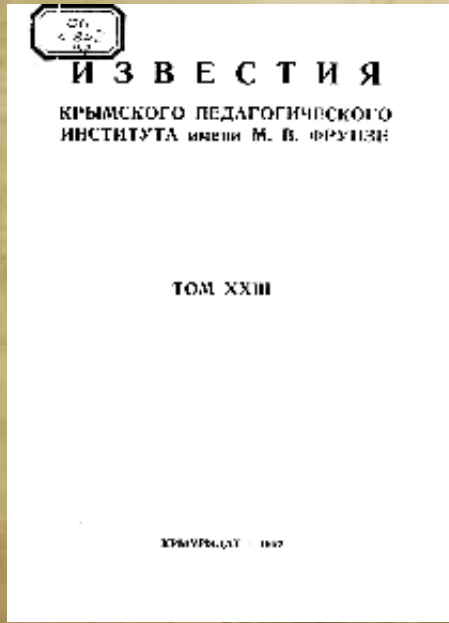 ИЗВЕСТИЯ
КРЫМСКОГО ПЕДАГОГИЧЕСКОГО
ИНСТИТУТА имени М. В. ФРУНЗЕ
ТОМ XXIII